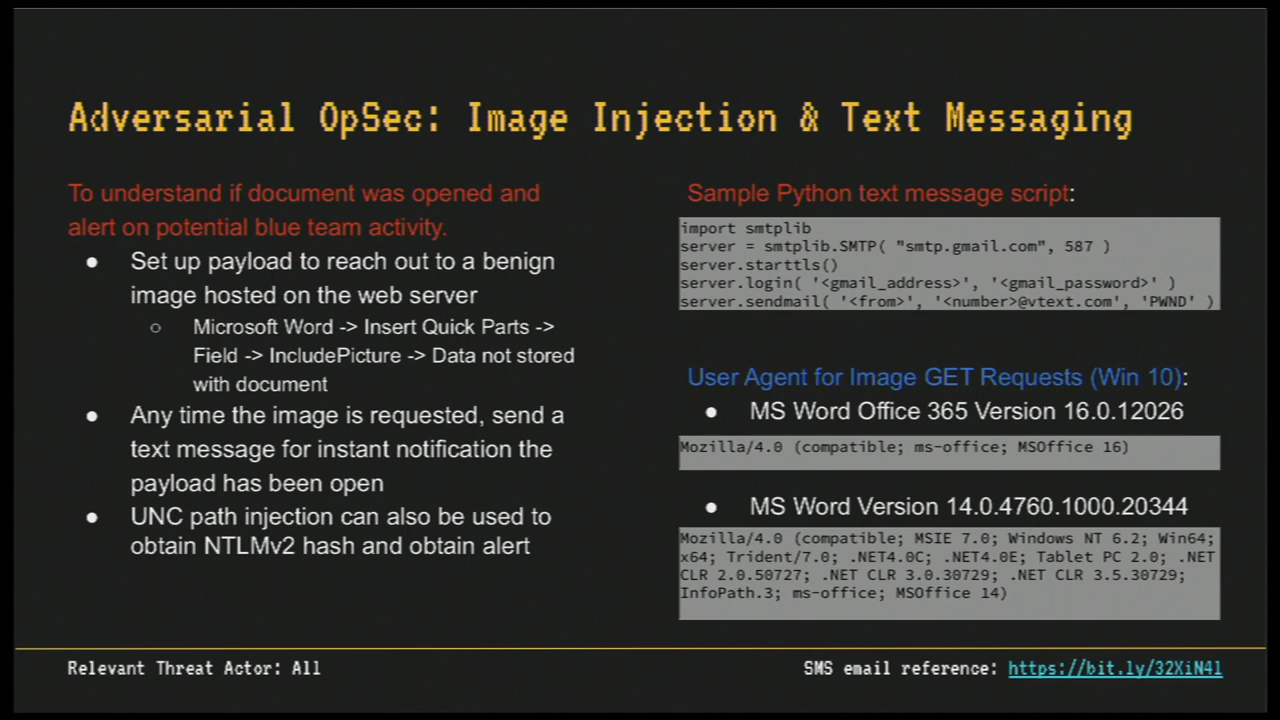 Adversarial OpSec: Image Injection & Text Messaging
To understand if document was opened and
alert on potential blue team activity.
● Set up payload to reach out to a benign
image hosted on the web server
○ Microsoft Word -> Insert Quick Parts ->
Field -> IncludePicture -> Data not stored
with document
● Any time the image is requested, send a
text message for instant notification the
payload has been open
● UNC path injection can also be used to
obtain NTLMv2 hash and obtain alert
Sample Python text message script:
import smtplib
server = smtplib.SMTP( "smtp.gmail.com", 587 )
server.starttls()
server.login( '<gmail_address>', '<gmail_password>' )
server.sendmail( '<from>', '<number>@vtext.com', 'PWND' )
User Agent for Image GET Requests (Win 10):
● MS Word Office 365 Version 16.0.12026
Mozilla/4.0 (compatible; ms-office; MSOffice 16)
● MS Word Version 14.0.4760.1000.20344
Mozilla/4.0 (compatible; MSIE 7.0; Windows NT 6.2; Win64;
x64; Trident/7.0; .NET4.0C; .NET4.0E; Tablet PC 2.0; .NET
CLR 2.0.50727; .NET CLR 3.0.30729; .NET CLR 3.5.30729;
InfoPath.3; ms-office; MSOffice 14)
Relevant Threat Actor: All
SMS email reference: https://bit.ly/32XiN4l